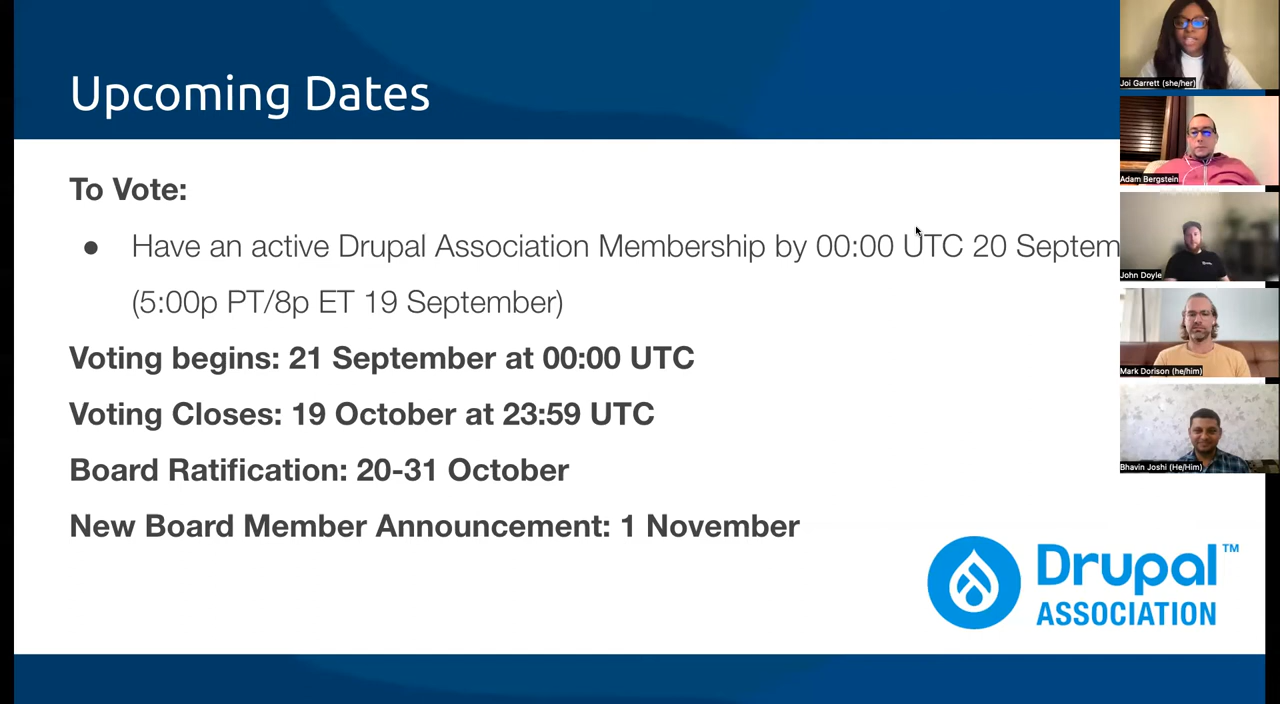 Upcoming Dates
To Vote:
● Have an active Drupal Association Membership by 00:00 UTC 20 Septem
(5:00p PT/8p ET 19 September)
Voting begins: 21 September at 00:00 UTC
Voting Closes: 19 October at 23:59 UTC
Board Ratification: 20-31 October
New Board Member Announcement: 1 November
Drupal™
ASSOCIATION
Joi Garrett (she/her)
Adam Bergstein
John Doyle
Mark Dorison (he/him)
Bhavin Joshi (He/Him)